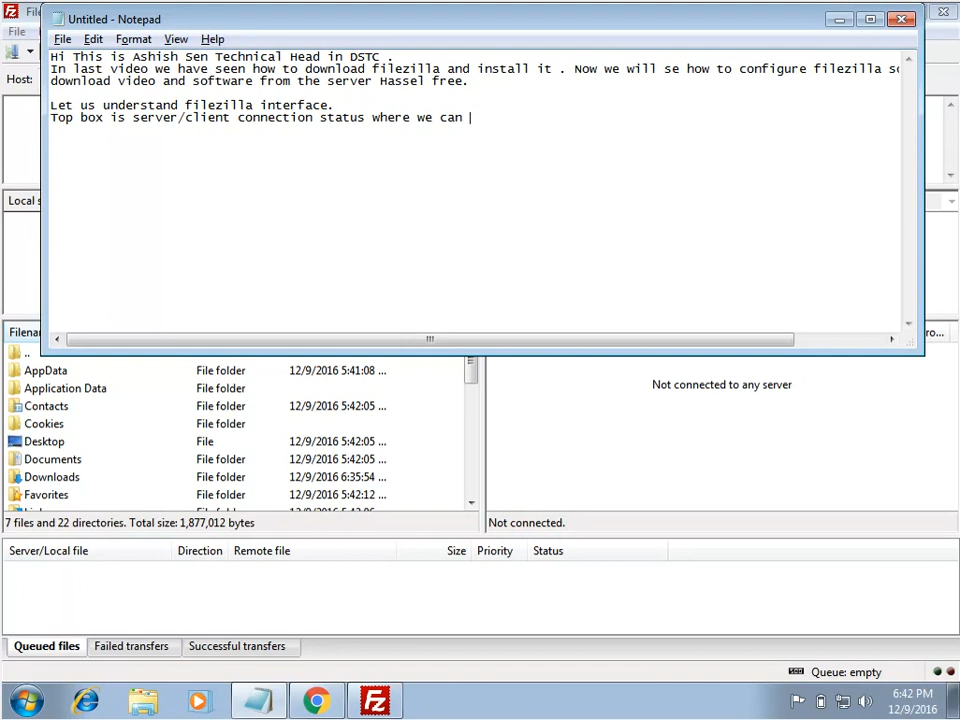 Untitled - Notepad
File Edit Format View Help
Hi This is Ashish Sen Technical Head in DSTC .
In last video we have seen how to download filezilla and install it . Now we will se how to configure filezilla so
download video and software from the server Hassel free.
Let us understand filezilla interface.
Top box is server/client connection status where we can
File
Host:
Local s
Filenar ro...
..
AppData File folder 12/9/2016 5:41:08 ...
Application Data File folder
Contacts File folder 12/9/2016 5:42:05 ...
Cookies File folder
Desktop File 12/9/2016 5:42:05 ...
Documents File folder 12/9/2016 5:42:05 ...
Downloads File folder 12/9/2016 6:35:54 ...
Favorites File folder 12/9/2016 5:42:12 ...
Not connected to any server
7 files and 22 directories. Total size: 1,877,012 bytes Not connected.
Server/Local file Direction Remote file Size Priority Status
Queued files Failed transfers Successful transfers
Queue: empty
6:42 PM
12/9/2016